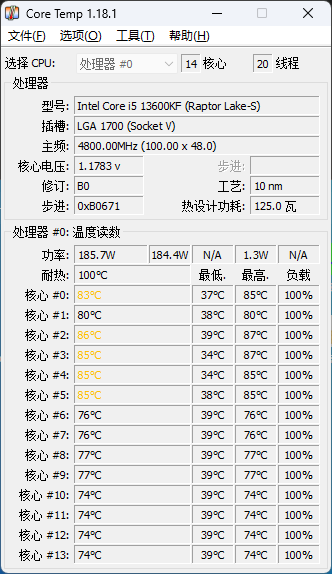 Core Temp 1.18.1
文件(F) 选项(O) 工具(T) 帮助(H)
选择 CPU: 处理器 #0 14 核心 20 线程
处理器
型号: Intel Core i5 13600KF (Raptor Lake-S)
插槽: LGA 1700 (Socket V)
主频: 4800.00MHz (100.00 x 48.0)
核心电压: 1.1783 v 步进:
修订: B0 工艺: 10 nm
步进: 0xB0671 热设计功耗: 125.0 瓦
处理器 #0: 温度读数
功率: 185.7W 184.4W N/A 1.3W N/A
耐热: 100°C 最低. 最高. 负载
核心 #0: 83°C 37°C 85°C 100%
核心 #1: 80°C 38°C 80°C 100%
核心 #2: 86°C 39°C 87°C 100%
核心 #3: 85°C 34°C 87°C 100%
核心 #4: 85°C 34°C 85°C 100%
核心 #5: 85°C 38°C 85°C 100%
核心 #6: 76°C 39°C 76°C 100%
核心 #7: 76°C 39°C 76°C 100%
核心 #8: 77°C 39°C 77°C 100%
核心 #9: 77°C 39°C 77°C 100%
核心 #10: 74°C 39°C 74°C 100%
核心 #11: 74°C 39°C 74°C 100%
核心 #12: 74°C 39°C 74°C 100%
核心 #13: 74°C 39°C 74°C 100%